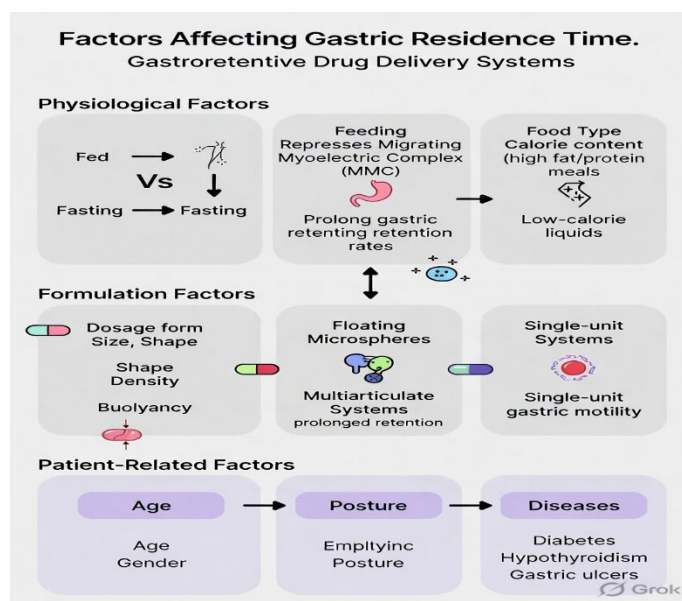 Factors Affecting Gastric Residence Time.
Gastroretentive Drug Delivery Systems
Physiological Factors
Fed
Vs
Fasting
Fasting
Feeding
Represses Migrating
Myoelectric Complex
(MMC)
Prolong gastric
retenting retention
rates
Food Type
Calorie content
(high fat/protein
meals
Low-calorie
liquids
Formulation Factors
Dosage form
Size, Shape
Shape
Density
Buolyancy
Floating
Microspheres
Multiarticulate
Systems
prolonged retention
Single-unit
Systems
Single-unit
gastric motility
Patient-Related Factors
Age
Age
Gender
Posture
Empltyinc
Posture
Diseases
Diabetes
Hypothyroidism
Gastric ulcers
Grok